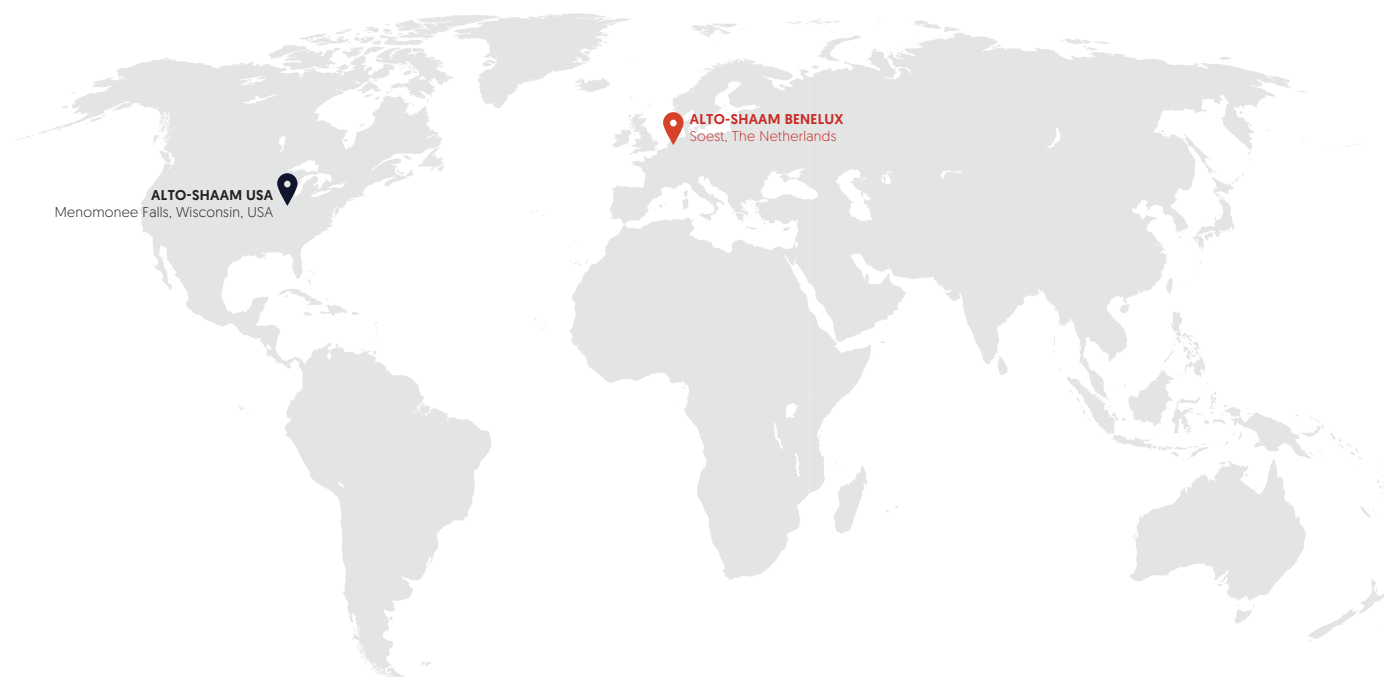 ALTO-SHAAM BENELUX
Soest, The Netherlands
ALTO-SHAAM USA
Menomonee Falls, Wisconsin, USA